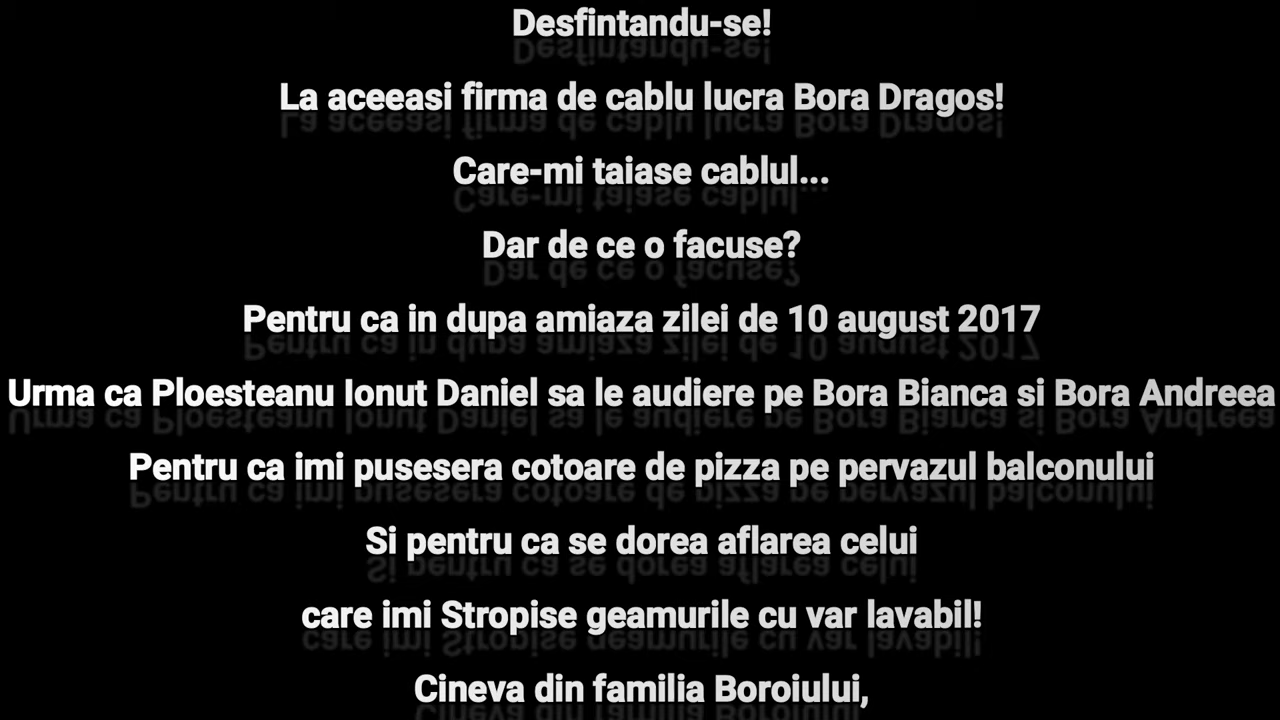 Desfintandu-se!
La aceeasi firma de cablu lucra Bora Dragos!
Care-mi taiase cablul...
Dar de ce o facuse?
Pentru ca in dupa amiaza zilei de 10 august 2017
Urma ca Ploesteanu Ionut Daniel sa le audiere pe Bora Bianca si Bora Andreea
Pentru ca imi pusesera cotoare de pizza pe pervazul balconului
Si pentru ca se dorea aflarea celui
care imi Stropise geamurile cu var lavabil!
Cineva din familia Boroiului,